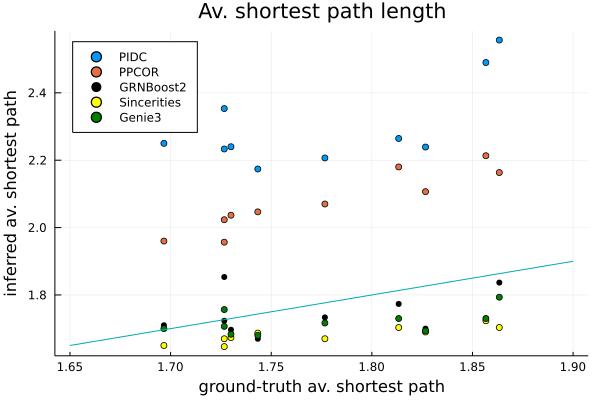 Av. shortest path length
inferred av. shortest path
2.4
2.2
2.0
1.8
PIDC
PPCOR
GRNBoost2
Sincerities
Genie3
1.65 1.70 1.75 1.80 1.85 1.90
ground-truth av. shortest path